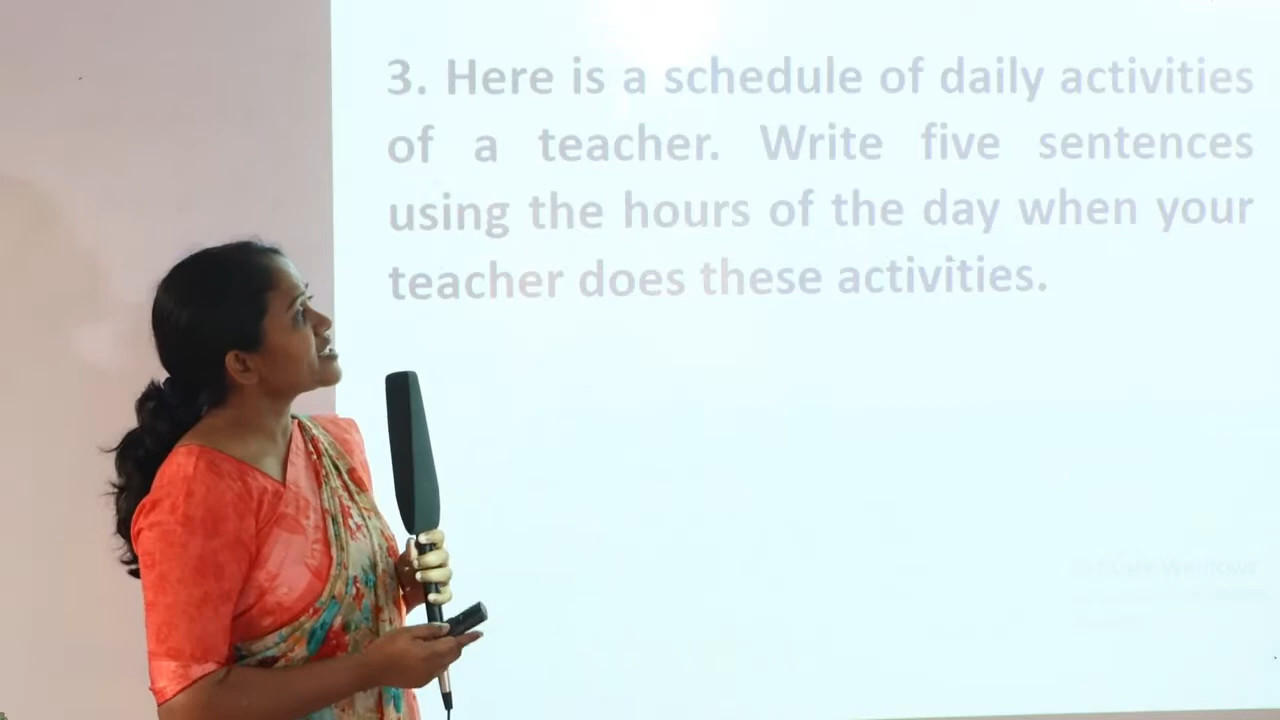 3. Here is a schedule of daily activities
of a teacher. Write five sentences
using the hours of the day when your
teacher does these activities.